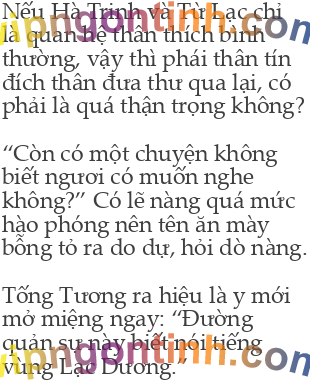 Nếu Hà Trinh và Từ Lạc chỉ
là quan hệ thân thích bình
thường, vậy thì phái thân tín
đích thân đưa thư qua lại, có
phải là quá thận trọng không?
“Còn có một chuyện không
biết ngươi có muốn nghe
không?” Có lẽ nàng quá mức
hào phóng nên tên ăn mày
bỗng tỏ ra do dự, hỏi dò nàng.
Tống Tương ra hiệu là y mới
mở miệng ngay: “Đường
quản sự này biết nói tiếng
vùng Lạc Dương.”